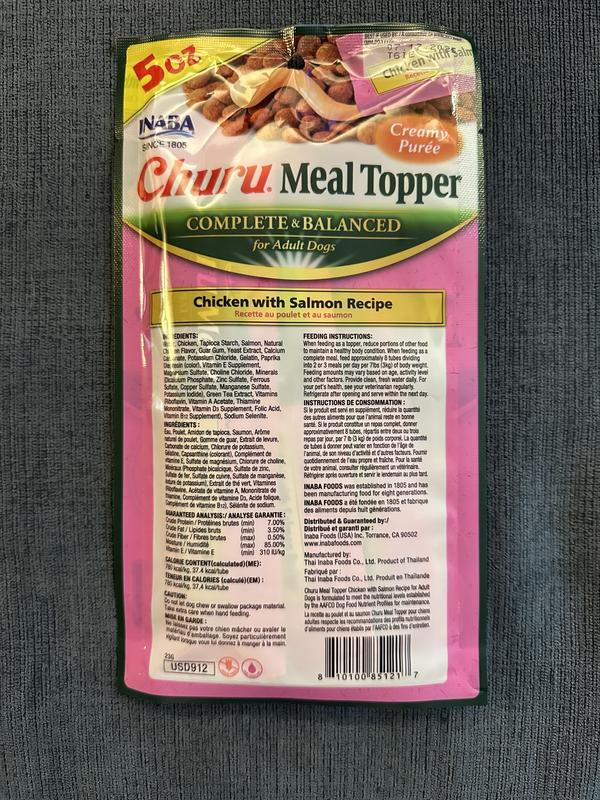 5oz
Chicken with Salm
INABA
SINCE 1805
Creamy
Purée
Churu® Meal Topper
COMPLETE & BALANCED
for Adult Dogs
Chicken with Salmon Recipe
Recette au poulet et au saumon
Chicken, Tapioca Starch, Salmon, Natural
Flavor, Guar Gum, Yeast Extract, Calcium
Potassium Chloride, Gelatin, Paprika
(color), Vitamin E Supplement,
Magnesium Sulfate, Choline Chloride, Minerals
Phosphate, Zinc Sulfate, Ferrous
Sulfate, Copper Sulfate, Manganese Sulfate,
Potassium Iodide), Green Tea Extract, Vitamins
Vitamin A Acetate, Thiamine
Mononitrate, Vitamin D3 Supplement, Folic Acid,
Vitamin B12 Supplement), Sodium Selenite.
INGRÉDIENTS:
Eau, Poulet, Amidon de tapioca, Saumon, Arôme
naturel de poulet, Gomme de guar, Extrait de levure,
Carbonate de calcium, Chlorure de potassium,
Gélatine, Capsanthine (colorant), Complément de
vitamine E, Sulfate de magnésium, Chlorure de choline,
Minéraux (Phosphate bicalcique, Sulfate de zinc,
Sulfate de fer, Sulfate de cuivre, Sulfate de manganèse,
Iodure de potassium), Extrait de thé vert, Vitamines
Acétate de vitamine A, Mononitrate de
Complément de vitamine D3, Acide folique,
Complément de vitamine B12), Sélénite de sodium.
GUARANTEED ANALYSIS:/ ANALYSE GARANTIE:
Crude Protein / Protéines brutes (min) 7.00%
Crude Fat / Lipides bruts (min) 3.50%
Crude Fiber / Fibres brutes (max) 0.50%
Moisture / Humidité (max) 85.00%
Vitamin E / Vitamine E (min) 310 IU/kg
CALORIE CONTENT(calculated)(ME):
780 kcal/kg, 37.4 kcal/tube
TENEUR EN CALORIES (calculé)(EM) :
780 kcal/kg, 37.4 kcal/tube
CAUTION:
Do not let dog chew or swallow package material.
Take extra care when hand feeding.
MISE EN GARDE :
Ne laissez pas votre chien mâcher ou avaler le
matériau d'emballage. Soyez particulièrement
vigilant lorsque vous lui donnez à manger à la main.
23G
USD912
FEEDING INSTRUCTIONS:
When feeding as a topper, reduce portions of other food
to maintain a healthy body condition. When feeding as a
complete meal, feed approximately 8 tubes dividing
into 2 or 3 meals per day per 7lbs (3kg) of body weight.
Feeding amounts may vary based on age, activity level
and other factors. Provide clean, fresh water daily. For
your pet's health, see your veterinarian regularly.
Refrigerate after opening and serve within the next day.
INSTRUCTIONS DE CONSOMMATION :
Si le produit est servi en supplément, réduire la quantité
des autres aliments pour que l'animal reste en bonne
santé. Si le produit constitue un repas complet, donner
approximativement 8 tubes, répartis entre deux ou trois
repas par jour, par 7 lb (3 kg) de poids corporel. La quantité
de tubes à donner peut varier en fonction de l'âge de
l'animal, de son niveau d'activité et d'autres facteurs. Fournir
quotidiennement de l'eau propre et fraîche. Pour la santé
de votre animal, consulter régulièrement un vétérinaire.
Réfrigérer après ouverture et servir le lendemain au plus tard.
INABA FOODS was established in 1805 and has
been manufacturing food for eight generations.
INABA FOODS a été fondée en 1805 et fabrique
des aliments depuis huit générations.
Distributed & Guaranteed by:/
Distribué et garanti par :
Inaba Foods (USA) Inc. Torrance, CA 90502
www.inabafoods.com
Manufactured by:
Thai Inaba Foods Co., Ltd. Product of Thailand
Fabriqué par :
Thai Inaba Foods Co., Ltd. Produit en Thaïlande
Churu Meal Topper Chicken with Salmon Recipe for Adult
Dogs is formulated to meet the nutritional levels established
by the AAFCO Dog Food Nutrient Profiles for maintenance.
La recette au poulet et au saumon Churu Meal Topper pour chiens
adultes respecte les recommandations des profils nutritionnels
d'aliments pour chiens établis par l'AAFCO à des fins d'entretien.
8 10100 85121 7